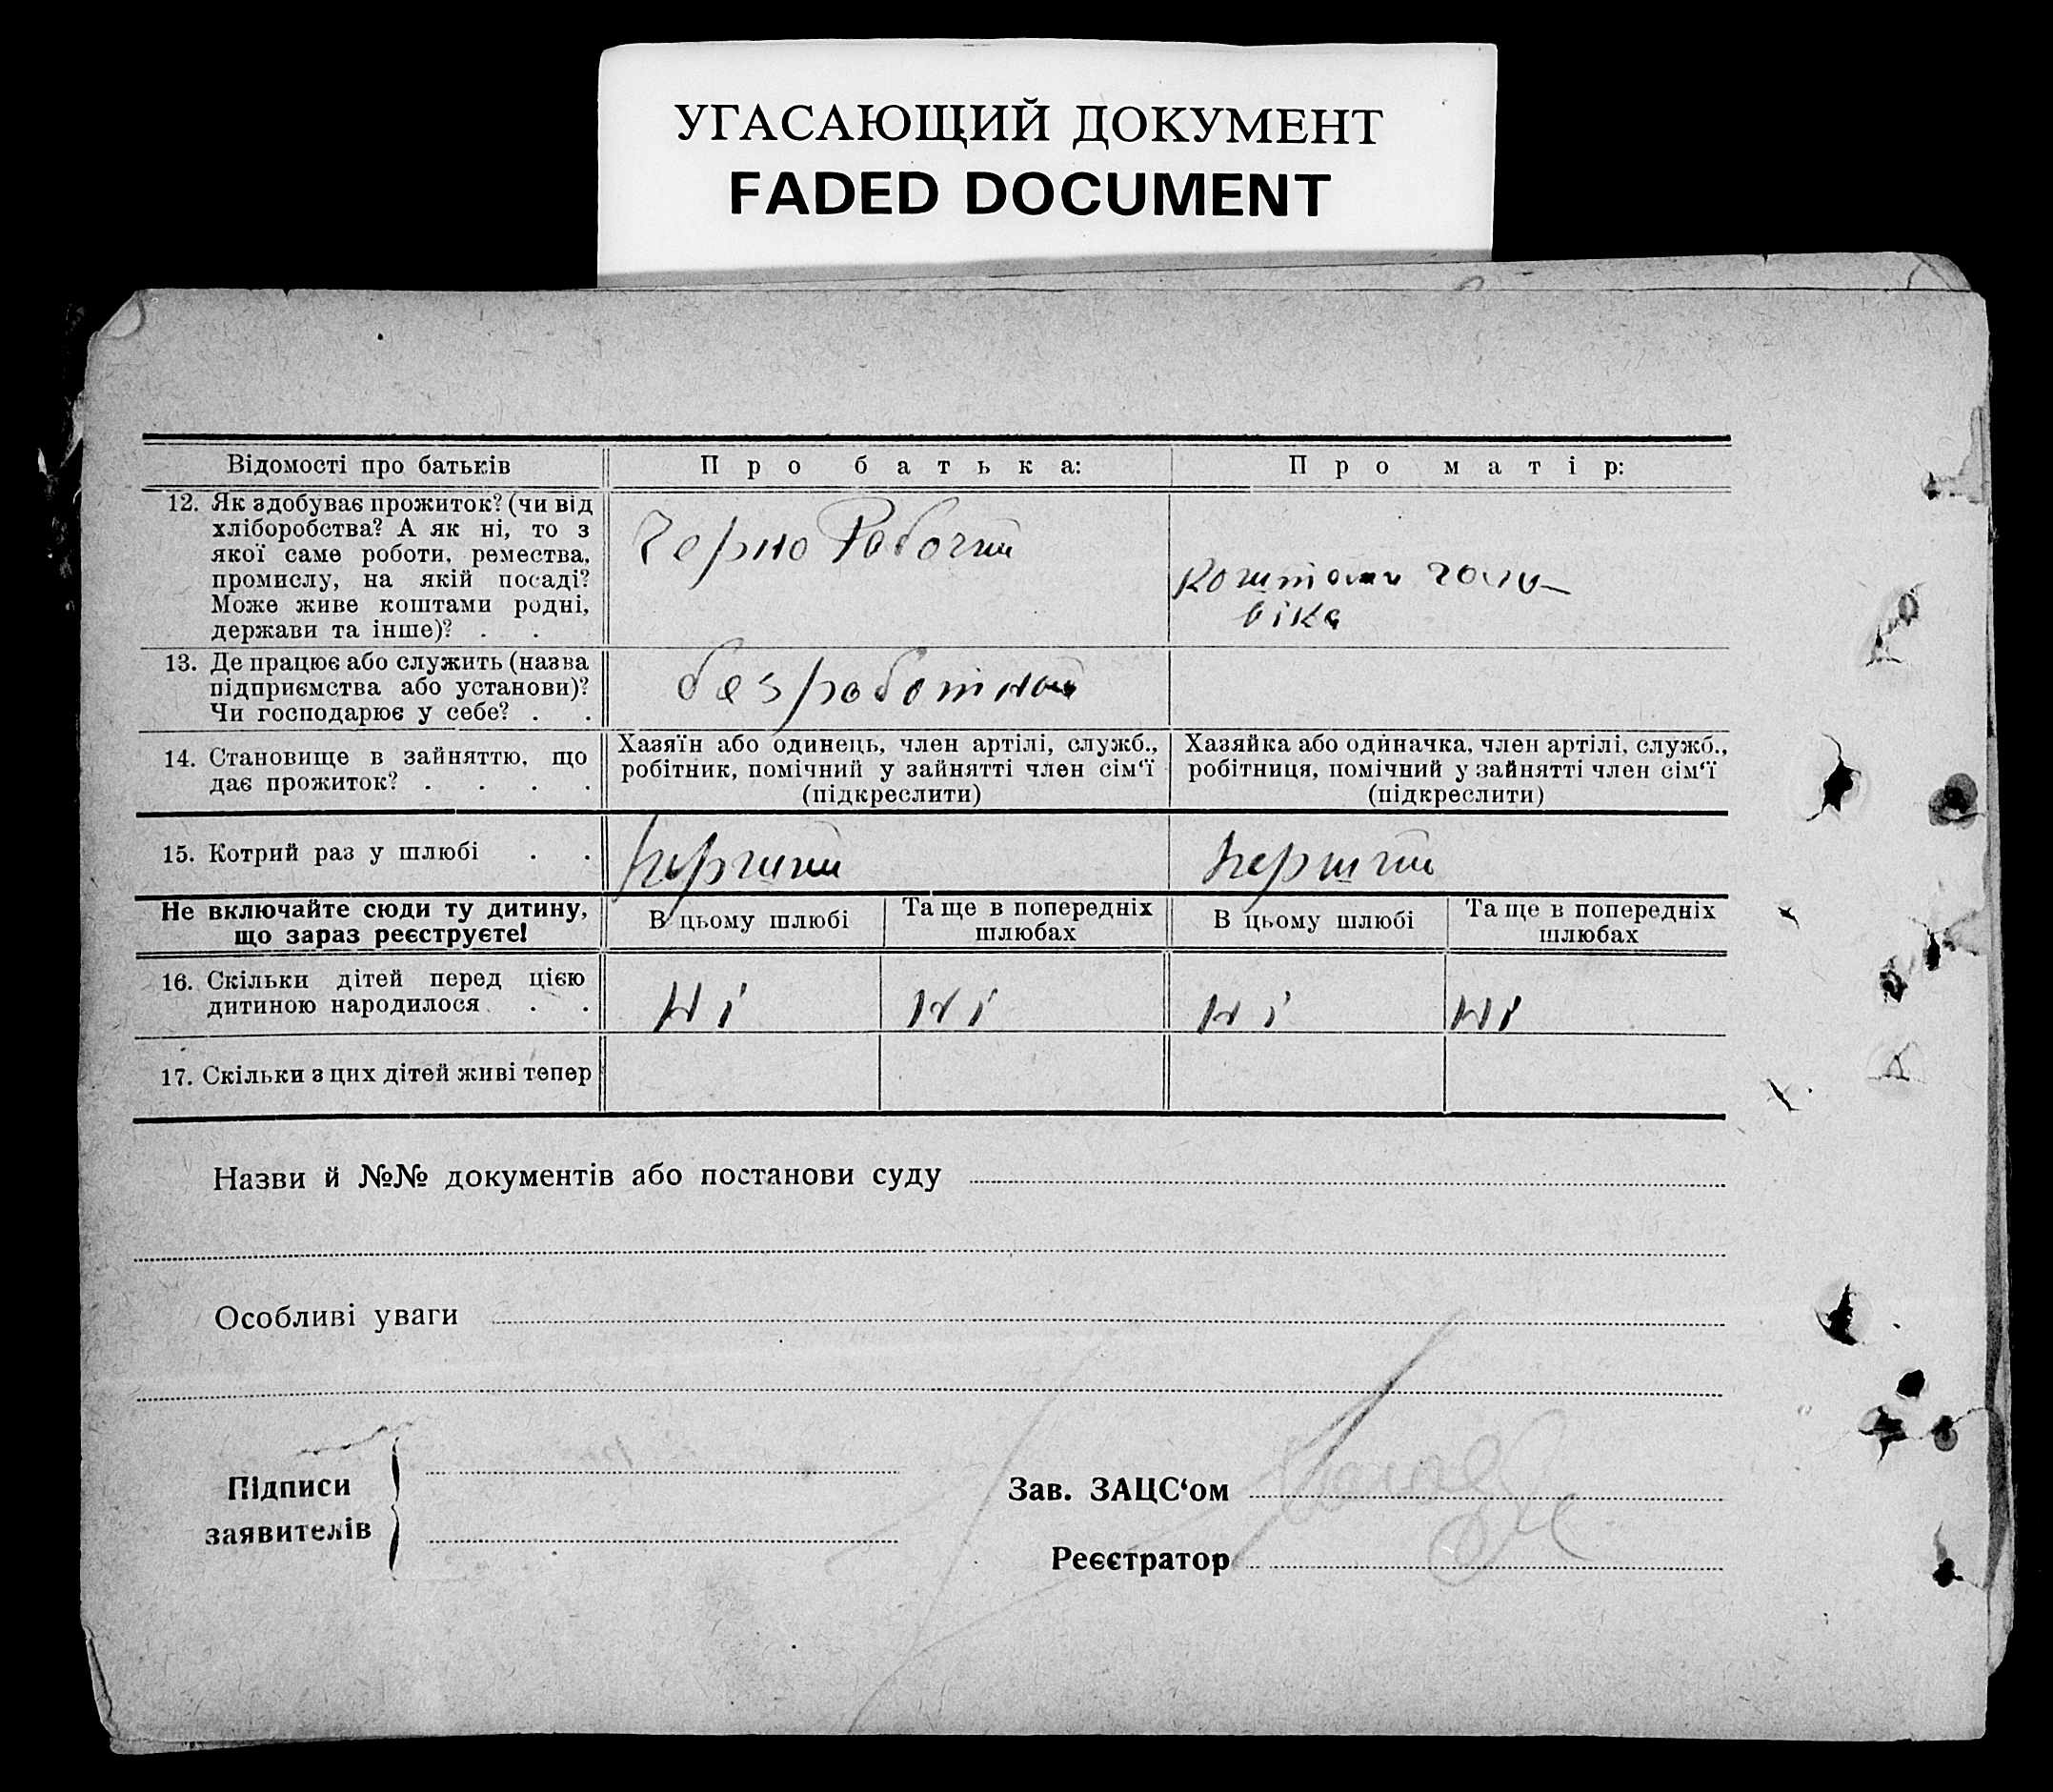 УГАСАЮЩИЙ ДОКУМЕНТ
FADED DOCUMENT
Відомості про батьків
Про батька:
Про матір:
12. Як здобуває прожиток? (чи від
хліборобства? А як ні, то з
якої саме роботи, ремества,
промислу, на якій посаді?
Може живе коштами родні,
держави та інше)? . .
Черно Рабочий
коштами чоло-
віка
13. Де працює або служить (назва
підприємства або установи)?
Чи господарює у себе? . .
безработный
14. Становище в зайняттю, що
дає прожиток? . . . .
Хазяїн або одинець, член артілі, служб.,
робітник, помічний у зайнятті член сім‘ї
(підкреслити)
Хазяйка або одиначка, член артілі, служб.,
робітниця, помічний у зайнятті член сім‘ї
(підкреслити)
15. Котрий раз у шлюбі . .
перший
перший
Не включайте сюди ту дитину,
що зараз реєструєте!
В цьому шлюбі
Та ще в попередніх
шлюбах
В цьому шлюбі
Та ще в попередніх
шлюбах
16. Скільки дітей перед цією
дитиною народилося . .
ні
ні
ні
ні
17. Скільки з цих дітей живі тепер
Назви й №№ документів або постанови суду
Особливі уваги
Підписи
заявителів
Зав. ЗАЦС‘ом
Реєстратор